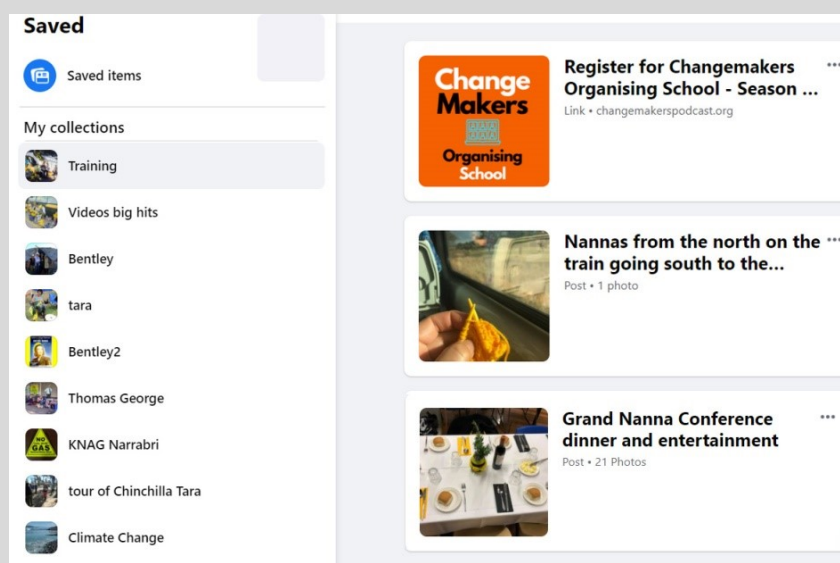 Saved
Saved items
My collections
Training
Videos big hits
Bentley
tara
Bentley2
Thomas George
KNAG Narrabri
tour of Chinchilla Tara
Climate Change
Change
Makers
Organising
School
Register for Changemakers
Organising School - Season ...
Link • changemakerspodcast.org
Nannas from the north on the
train going south to the...
Post • 1 photo
Grand Nanna Conference
dinner and entertainment
Post • 21 Photos
NO
GAS